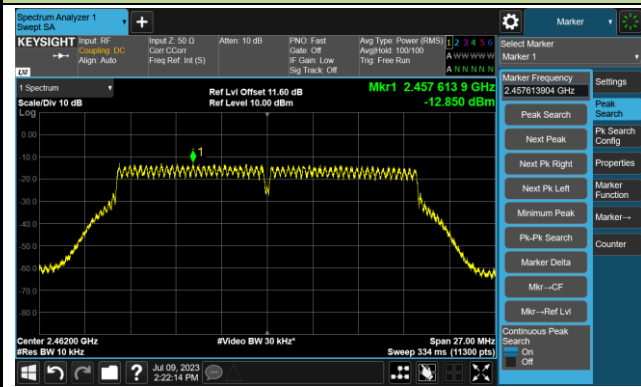 Spectrum Analyzer 1
Swept SA
+
KEYSIGHT
Input: RF
Coupling: DC
Align: Auto
Input Z: 50 Ω
Corr CCorr
Freq Ref: Int (S)
Atten: 10 dB
PNO: Fast
Gate: Off
IF Gain: Low
Sig Track: Off
Avg Type: Power (RMS)
Avg|Hold: 100/100
Trig: Free Run
1 2 3 4 5 6
A W W W W W
A N N N N N
LXI
1 Spectrum
Scale/Div 10 dB
Log
Ref Lvl Offset 11.60 dB
Ref Level 10.00 dBm
Mkr1 2.457 613 9 GHz
-12.850 dBm
0.00
-10.0
-20.0
-30.0
-40.0
-50.0
-60.0
-70.0
-80.0
1
Center 2.46200 GHz
#Res BW 10 kHz
#Video BW 30 kHz*
Span 27.00 MHz
Sweep 334 ms (11300 pts)
?
Jul 09, 2023
2:22:14 PM
Marker
Select Marker
Marker 1
Marker Frequency
2.457613904 GHz
Peak Search
Next Peak
Next Pk Right
Next Pk Left
Minimum Peak
Pk-Pk Search
Marker Delta
Mkr→CF
Mkr→Ref Lvl
Continuous Peak
Search
On
Off
Settings
Peak
Search
Pk Search
Config
Properties
Marker
Function
Marker→
Counter